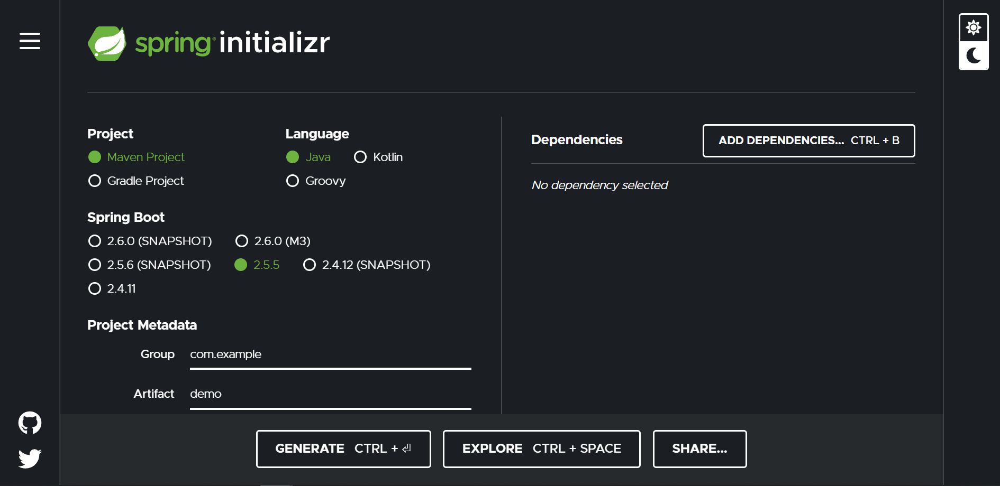 spring initializr
Project
Maven Project
Gradle Project
Language
Java Kotlin
Groovy
Spring Boot
2.6.0 (SNAPSHOT) 2.6.0 (M3)
2.5.6 (SNAPSHOT) 2.5.5 2.4.12 (SNAPSHOT)
2.4.11
Project Metadata
Group com.example
Artifact demo
Dependencies ADD DEPENDENCIES... CTRL + B
No dependency selected
GENERATE CTRL + ⏎ EXPLORE CTRL + SPACE SHARE...